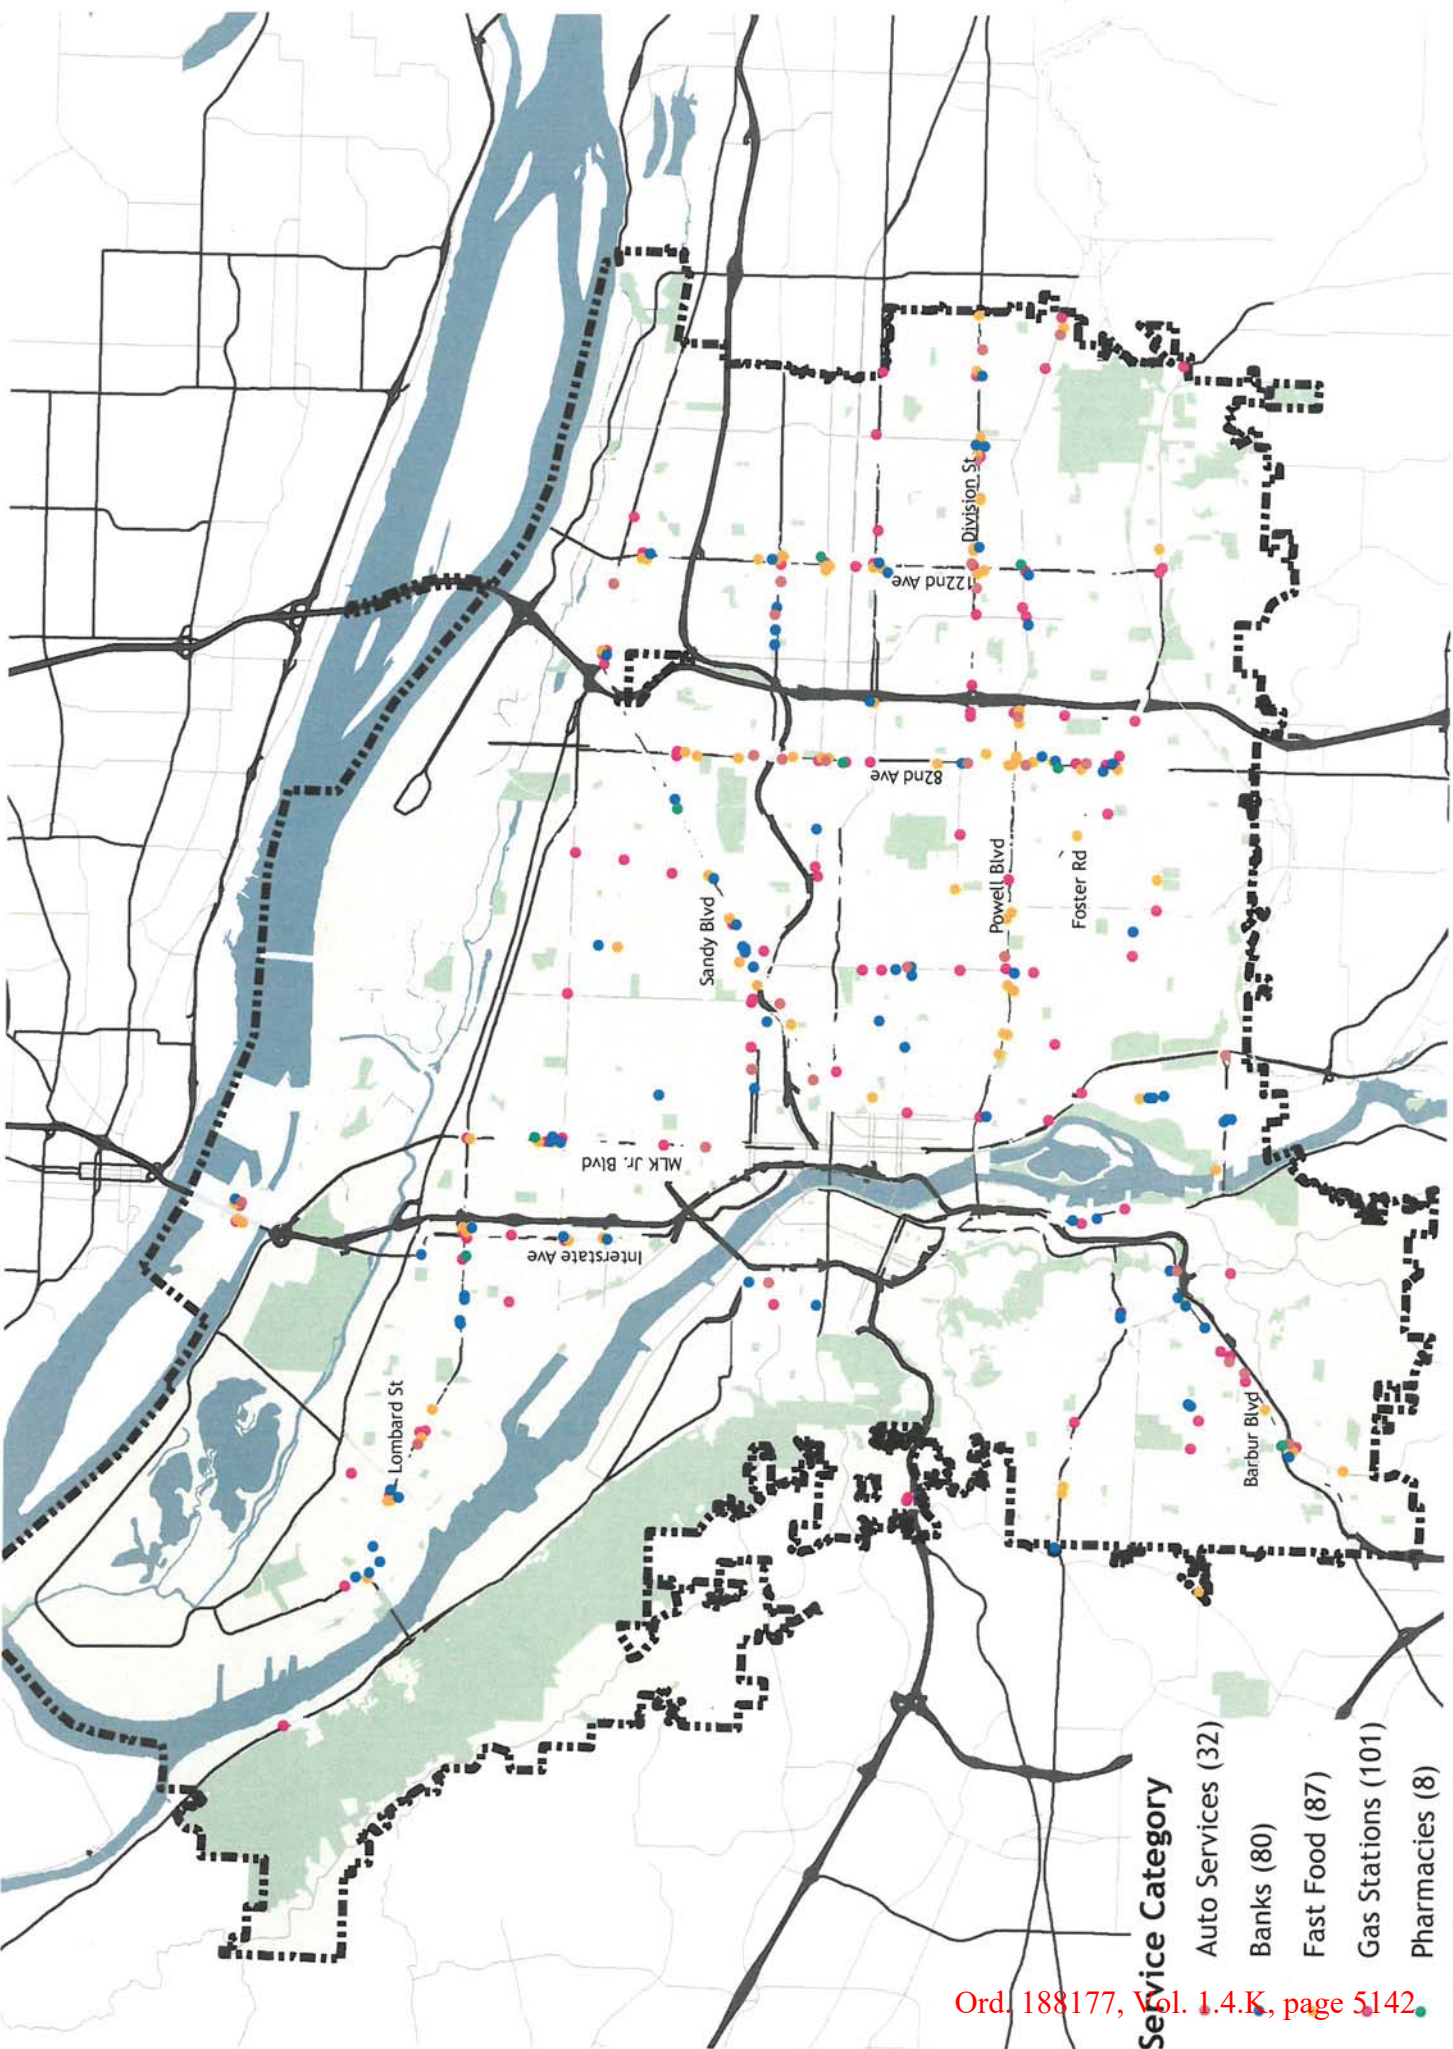 Lombard St
Interstate Ave
MLK Jr. Blvd
Sandy Blvd
82nd Ave
122nd Ave
Division St
Powell Blvd
Foster Rd
Barbur Blvd
Service Category
Auto Services (32)
Banks (80)
Fast Food (87)
Gas Stations (101)
Pharmacies (8)
Ord. 188177, Vol. 1.4.K, page 5142